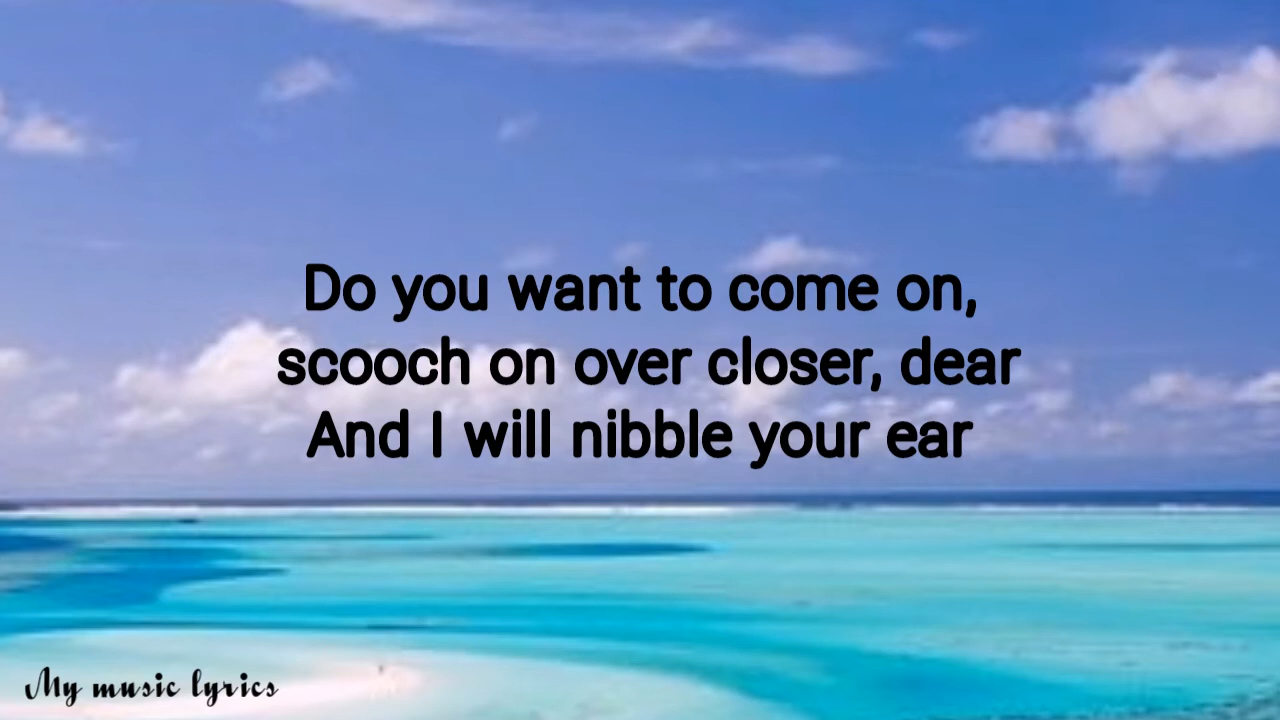 Do you want to come on,
scooch on over closer, dear
And I will nibble your ear
My music lyrics